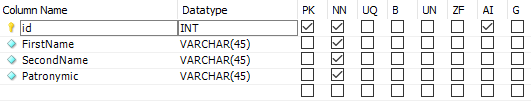 Column Name Datatype PK NN UQ B UN ZF AI G
id INT
FirstName VARCHAR(45)
SecondName VARCHAR(45)
Patronymic VARCHAR(45)